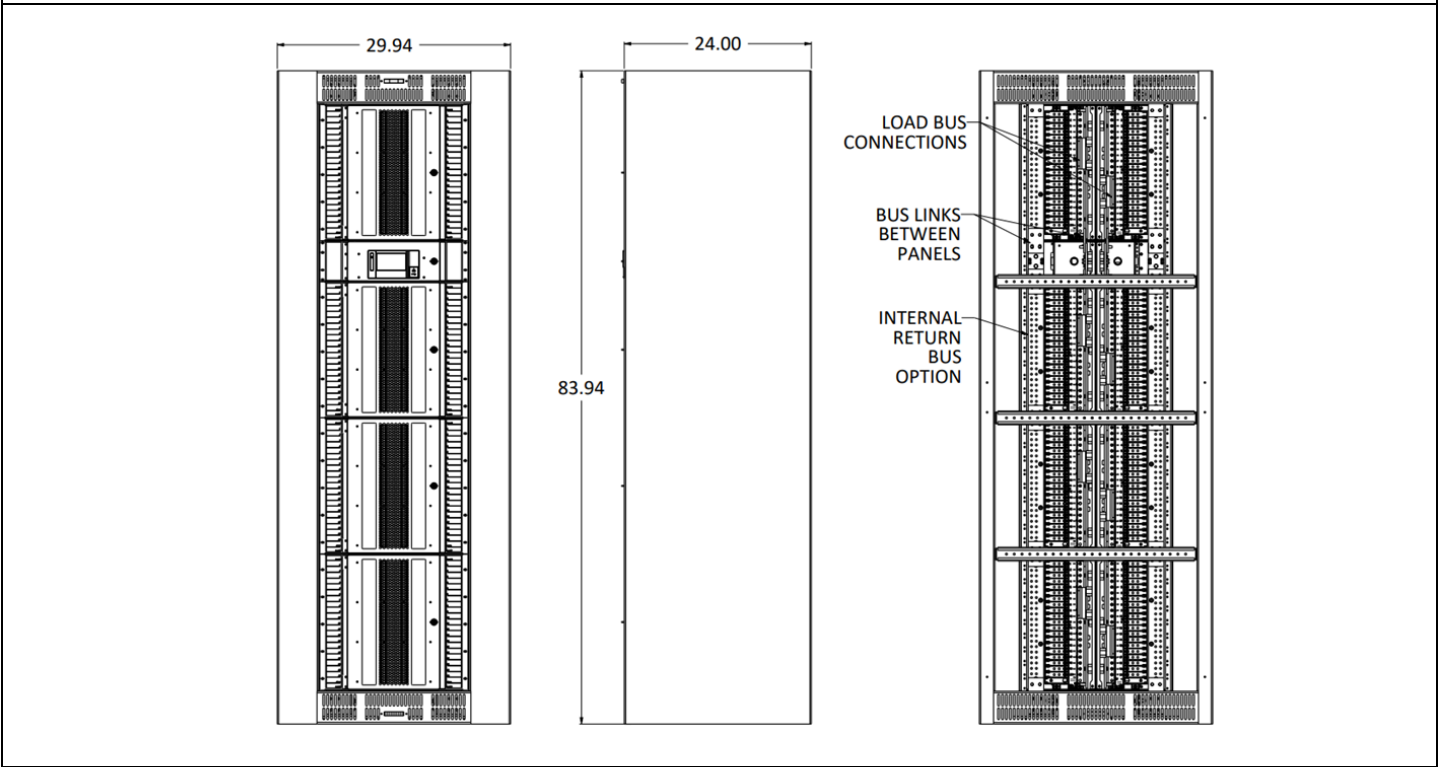 29.94
24.00
83.94
LOAD BUS
CONNECTIONS
BUS LINKS
BETWEEN
PANELS
INTERNAL
RETURN
BUS
OPTION